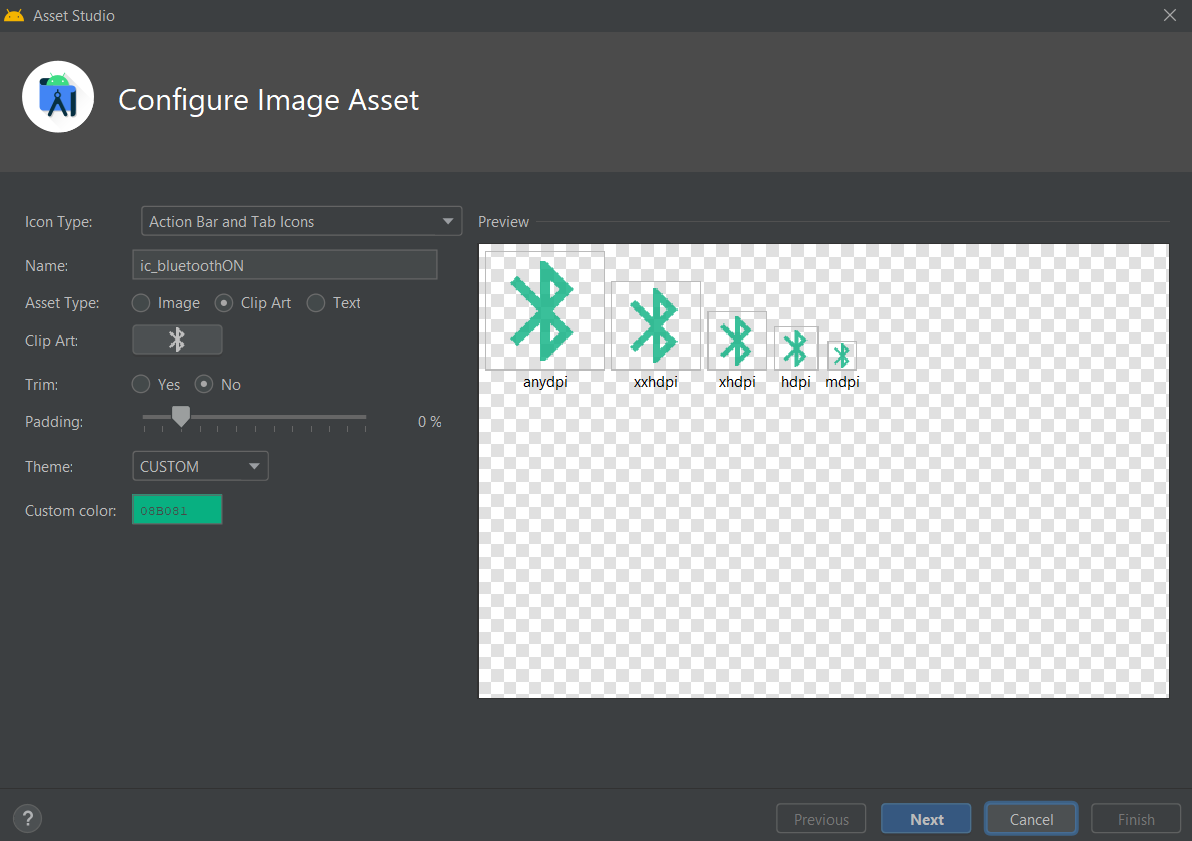 Asset Studio
Configure Image Asset
Icon Type: Action Bar and Tab Icons
Name: ic_bluetoothON
Asset Type: Image Clip Art Text
Clip Art:
Trim: Yes No
Padding: 0 %
Theme: CUSTOM
Custom color: 08B081
Preview
anydpi xxhdpi xhdpi hdpi mdpi
? Previous Next Cancel Finish